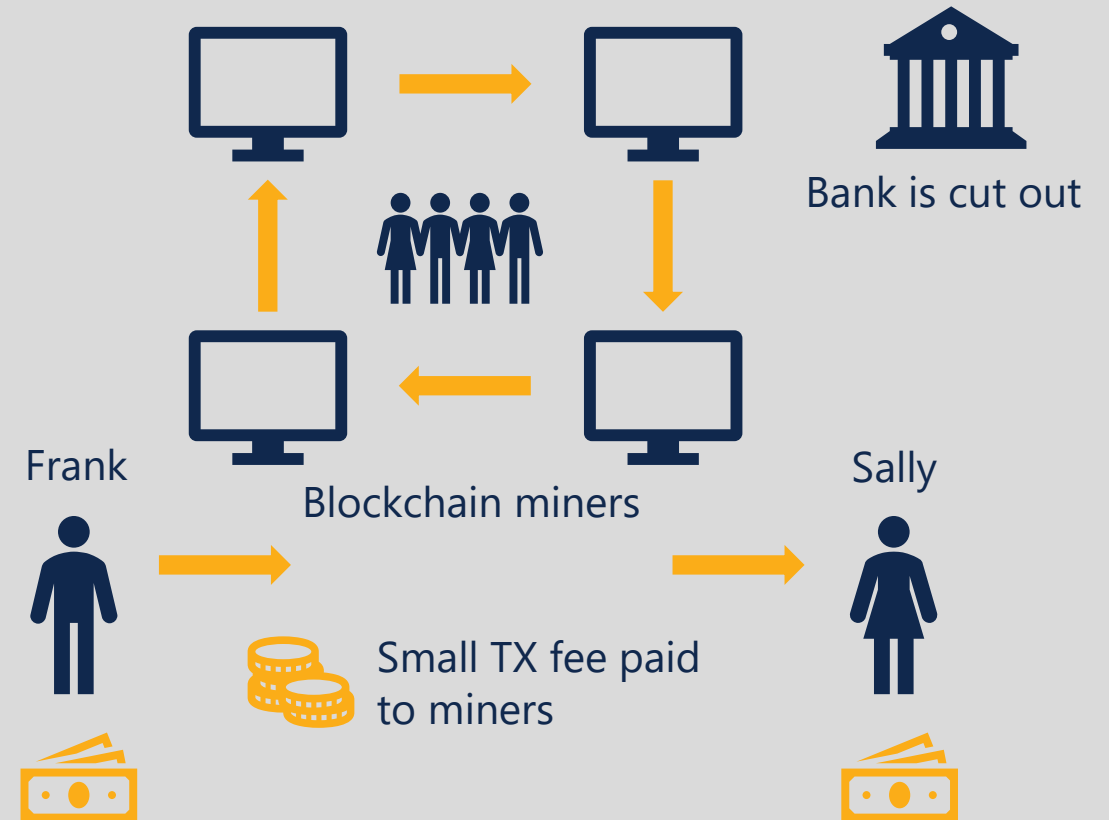 Bank is cut out
Frank
Sally
Blockchain miners
Small TX fee paid
to miners